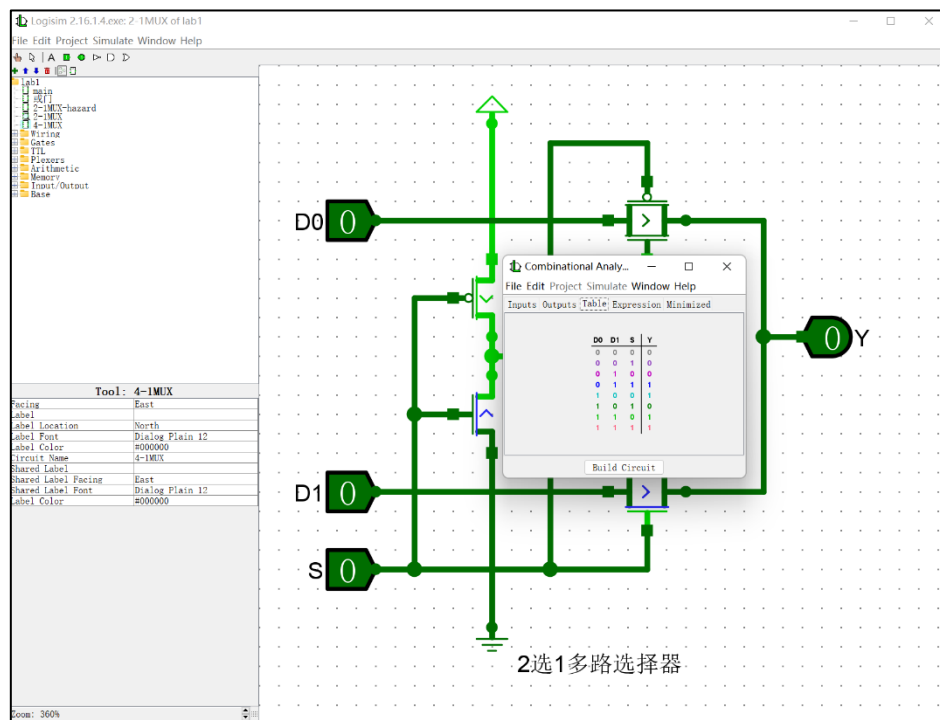 Logisim 2.16.1.4.exe: 2-1MUX of lab1
File Edit Project Simulate Window Help
lab1
main
或门
2-1MUX-hazard
2-1MUX
4-1MUX
Wiring
Gates
TTL
Plexers
Arithmetic
Memory
Input/Output
Base
Tool: 4-1MUX
Facing East
Label
Label Location North
Label Font Dialog Plain 12
Label Color #000000
Circuit Name 4-1MUX
Shared Label
Shared Label Facing East
Shared Label Font Dialog Plain 12
Label Color #000000
Zoom: 360%
D0 0
Combinational Analy...
File Edit Project Simulate Window Help
Inputs Outputs Table Expression Minimized
D0 D1 S Y
0 0 0 0
0 0 1 0
0 1 0 0
0 1 1 1
1 0 0 1
1 0 1 0
1 1 0 1
1 1 1 1
Build Circuit
0 Y
D1 0
S 0
2选1多路选择器